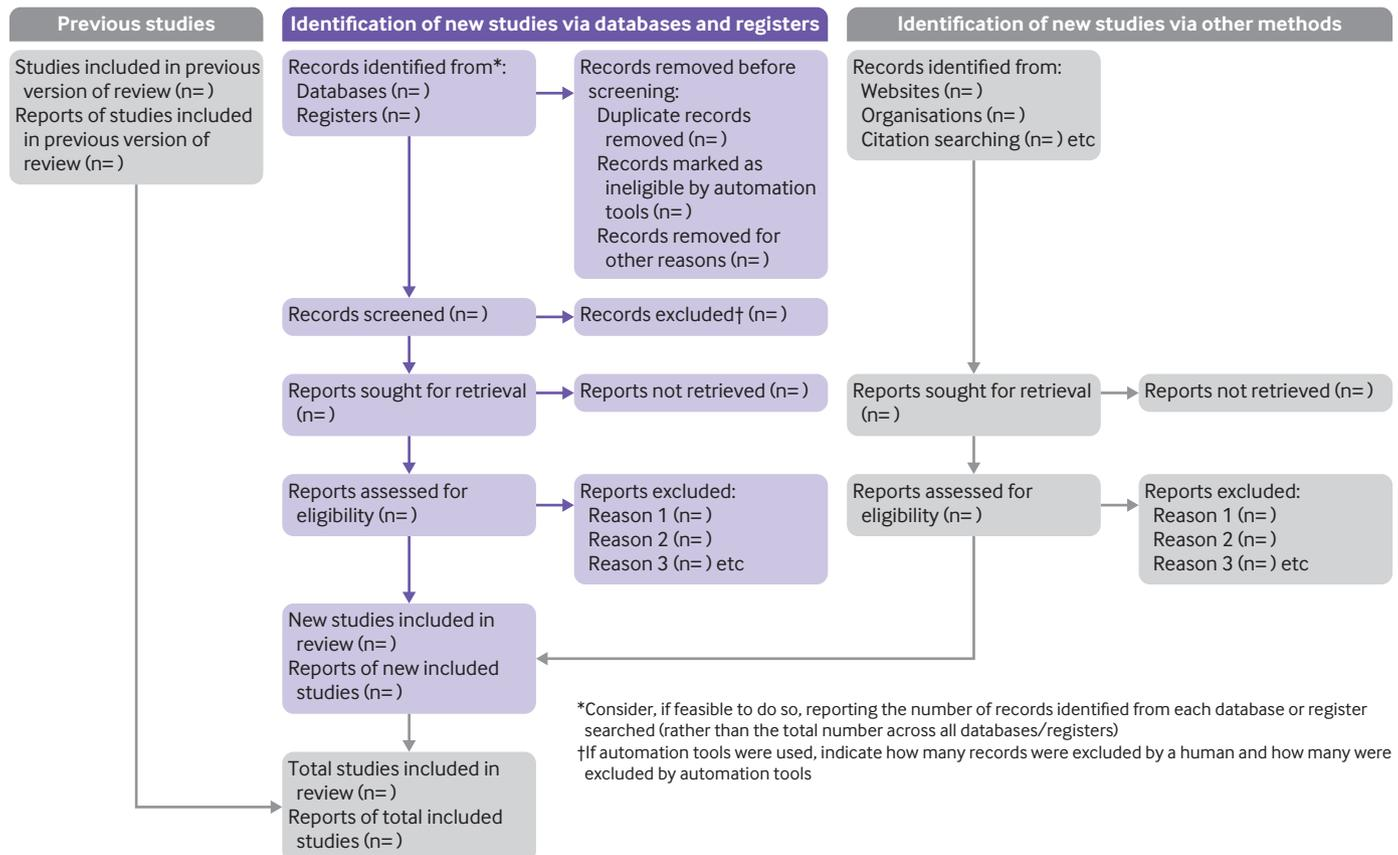 Previous studies
Studies included in previous
version of review (n= )
Reports of studies included
in previous version of
review (n= )
Identification of new studies via databases and registers
Records identified from*:
Databases (n= )
Registers (n= )
Records removed before
screening:
Duplicate records
removed (n= )
Records marked as
ineligible by automation
tools (n= )
Records removed for
other reasons (n= )
Records screened (n= )
Records excluded† (n= )
Reports sought for retrieval
(n= )
Reports not retrieved (n= )
Reports assessed for
eligibility (n= )
Reports excluded:
Reason 1 (n= )
Reason 2 (n= )
Reason 3 (n= ) etc
New studies included in
review (n= )
Reports of new included
studies (n= )
Total studies included in
review (n= )
Reports of total included
studies (n= )
Identification of new studies via other methods
Records identified from:
Websites (n= )
Organisations (n= )
Citation searching (n= ) etc
Reports sought for retrieval
(n= )
Reports not retrieved (n= )
Reports assessed for
eligibility (n= )
Reports excluded:
Reason 1 (n= )
Reason 2 (n= )
Reason 3 (n= ) etc
*Consider, if feasible to do so, reporting the number of records identified from each database or register
searched (rather than the total number across all databases/registers)
†If automation tools were used, indicate how many records were excluded by a human and how many were
excluded by automation tools